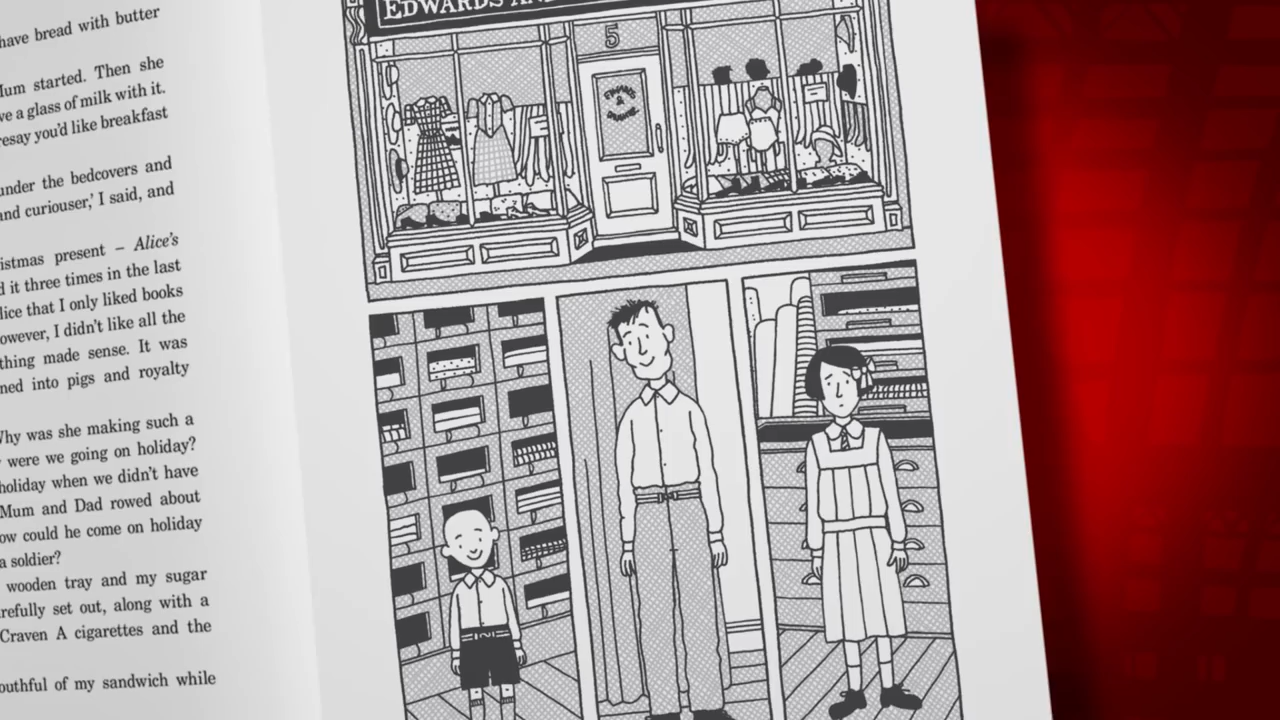 have bread with butter
Mum started. Then she
ve a glass of milk with it.
resay you'd like breakfast
under the bedcovers and
and curiouser,' I said, and
istmas present – Alice's
d it three times in the last
lice that I only liked books
owever, I didn't like all the
thing made sense. It was
ned into pigs and royalty
Why was she making such a
were we going on holiday?
holiday when we didn't have
Mum and Dad rowed about
ow could he come on holiday
a soldier?
wooden tray and my sugar
refully set out, along with a
Craven A cigarettes and the
outhful of my sandwich while
EDWARDS AN
5